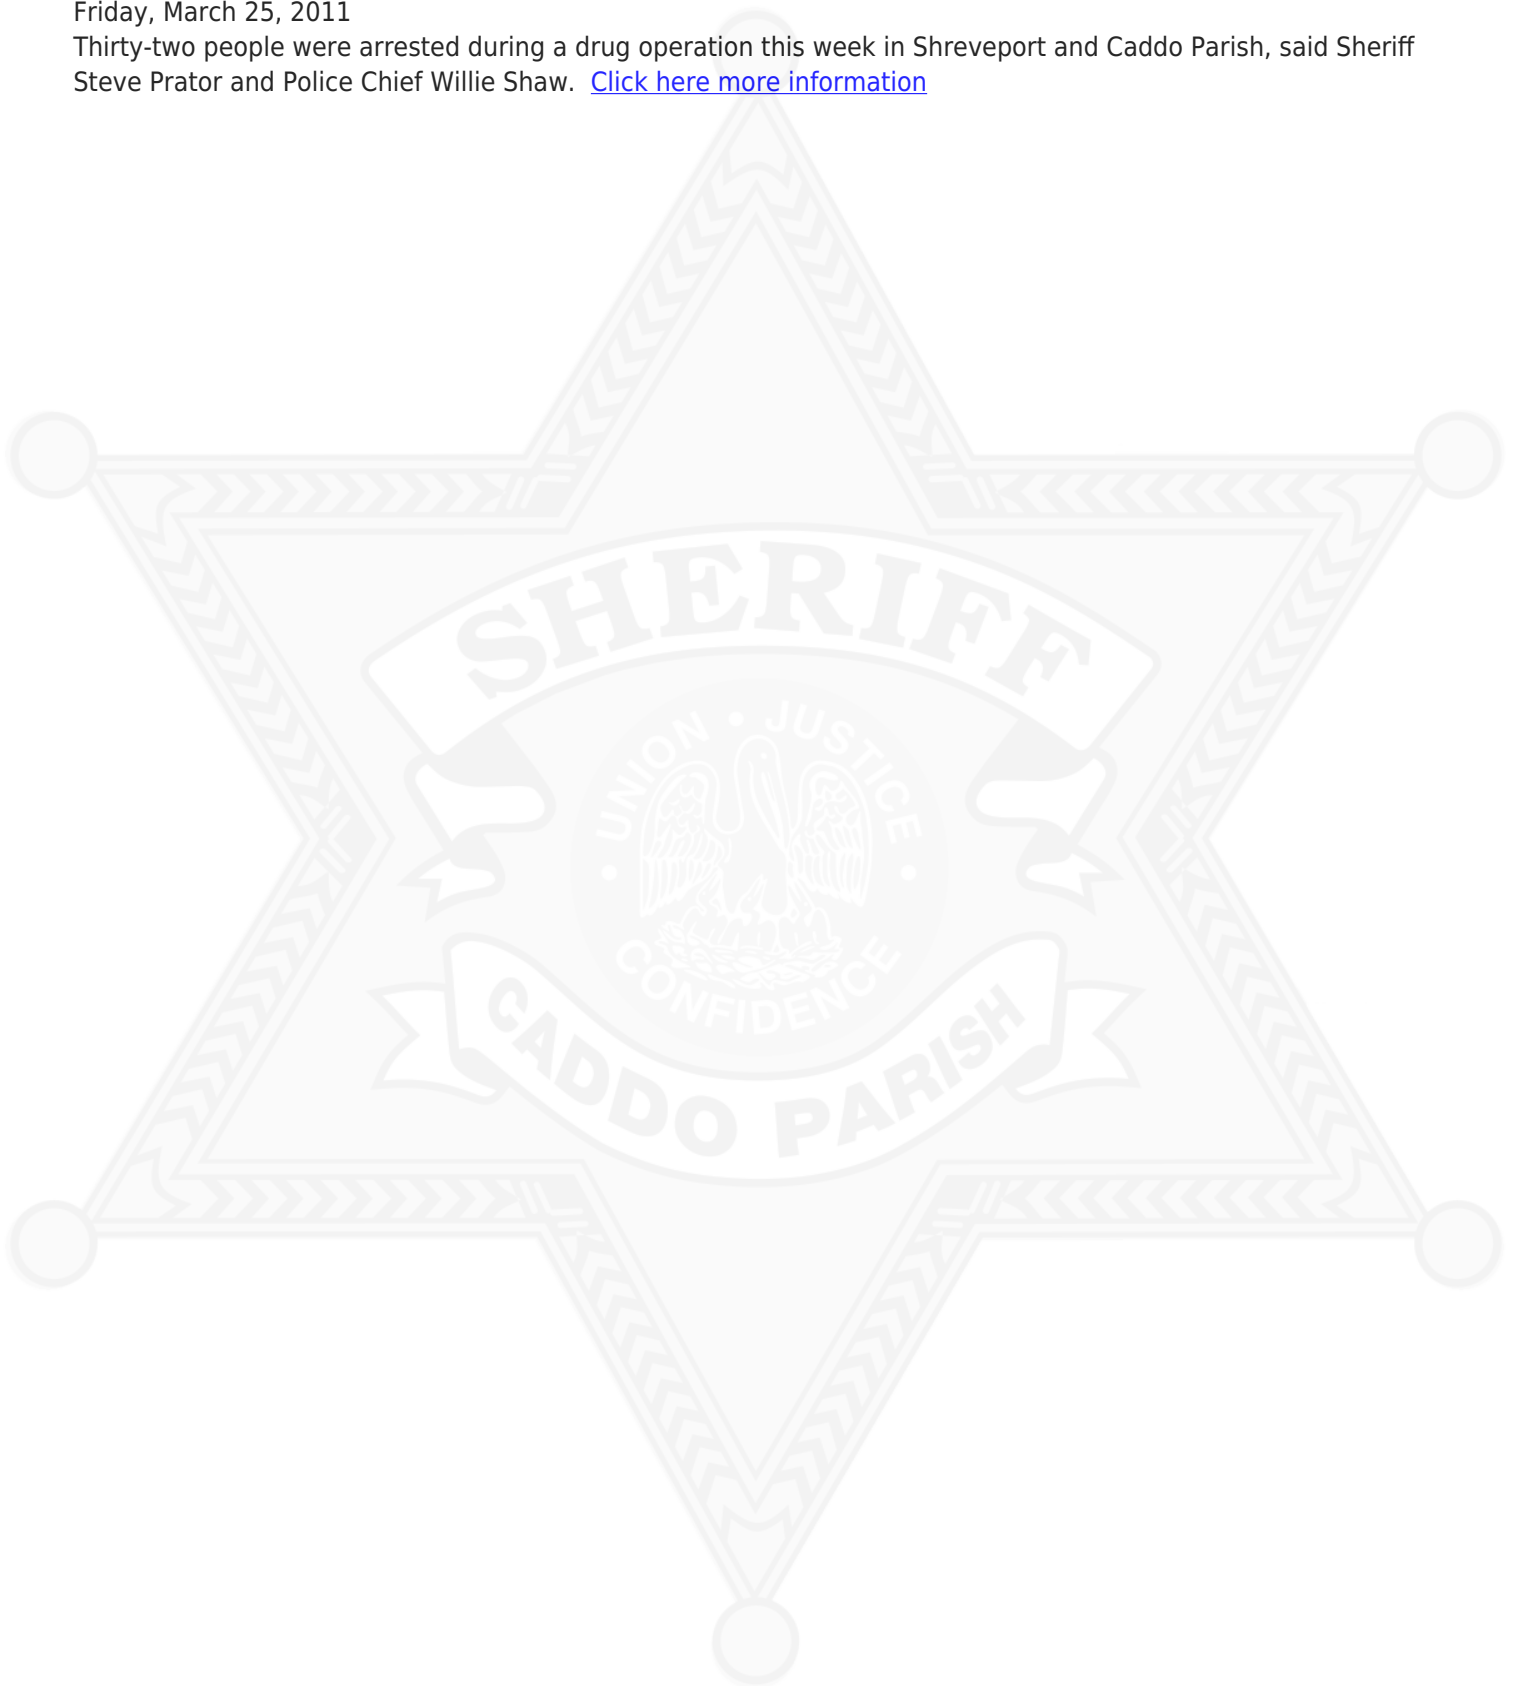 Friday, March 25, 2011
Thirty-two people were arrested during a drug operation this week in Shreveport and Caddo Parish, said Sheriff
Steve Prator and Police Chief Willie Shaw.  Click here more information
SHERIFF
UNION • JUSTICE
• CONFIDENCE •
CADDO PARISH